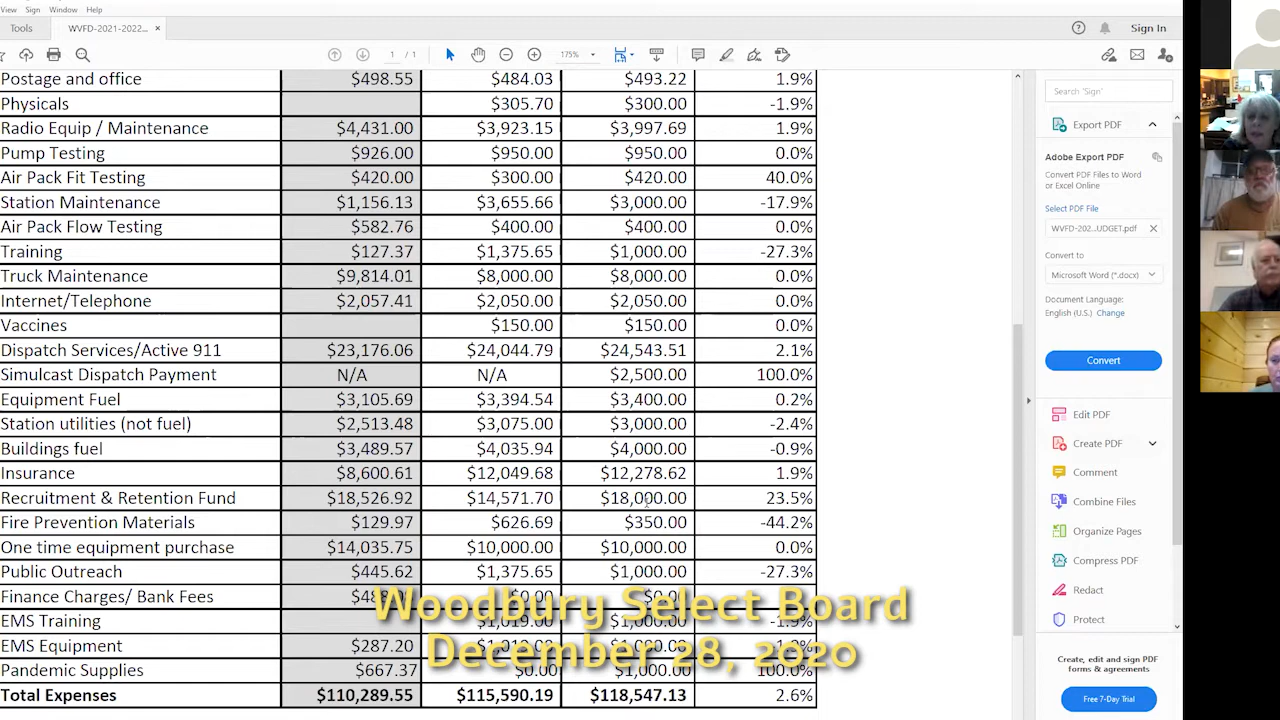 View Sign Window Help
Tools WVFD-2021-2022... × Sign In
1 / 1 175%
Postage and office $498.55 $484.03 $493.22 1.9%
Physicals $305.70 $300.00 -1.9%
Radio Equip / Maintenance $4,431.00 $3,923.15 $3,997.69 1.9%
Pump Testing $926.00 $950.00 $950.00 0.0%
Air Pack Fit Testing $420.00 $300.00 $420.00 40.0%
Station Maintenance $1,156.13 $3,655.66 $3,000.00 -17.9%
Air Pack Flow Testing $582.76 $400.00 $400.00 0.0%
Training $127.37 $1,375.65 $1,000.00 -27.3%
Truck Maintenance $9,814.01 $8,000.00 $8,000.00 0.0%
Internet/Telephone $2,057.41 $2,050.00 $2,050.00 0.0%
Vaccines $150.00 $150.00 0.0%
Dispatch Services/Active 911 $23,176.06 $24,044.79 $24,543.51 2.1%
Simulcast Dispatch Payment N/A N/A $2,500.00 100.0%
Equipment Fuel $3,105.69 $3,394.54 $3,400.00 0.2%
Station utilities (not fuel) $2,113.48 $3,075.00 $3,000.00 -2.4%
Buildings fuel $3,489.57 $4,035.94 $4,000.00 -0.9%
Insurance $8,600.61 $12,049.68 $12,278.62 1.9%
Recruitment & Retention Fund $18,526.92 $14,571.70 $18,000.00 23.5%
Fire Prevention Materials $129.97 $626.69 $350.00 -44.2%
One time equipment purchase $14,035.75 $10,000.00 $10,000.00 0.0%
Public Outreach $445.62 $1,375.65 $1,000.00 -27.3%
Finance Charges/ Bank Fees
EMS Training $1,019.00 $1,000.00 -1.9%
EMS Equipment $287.20
Pandemic Supplies $667.37 $0.00 $1,000.00 100.0%
Total Expenses $110,289.55 $115,590.19 $118,547.13 2.6%
Woodbury Select Board
December 28, 2020
Search 'Sign'
Export PDF
Adobe Export PDF
Convert PDF Files to Word
or Excel Online
Select PDF File
WVFD-202...UDGET.pdf ×
Convert to
Microsoft Word (*.docx)
Document Language:
English (U.S.) Change
Convert
Edit PDF
Create PDF
Comment
Combine Files
Organize Pages
Compress PDF
Redact
Protect
Create, edit and sign PDF
forms & agreements
Free 7-Day Trial